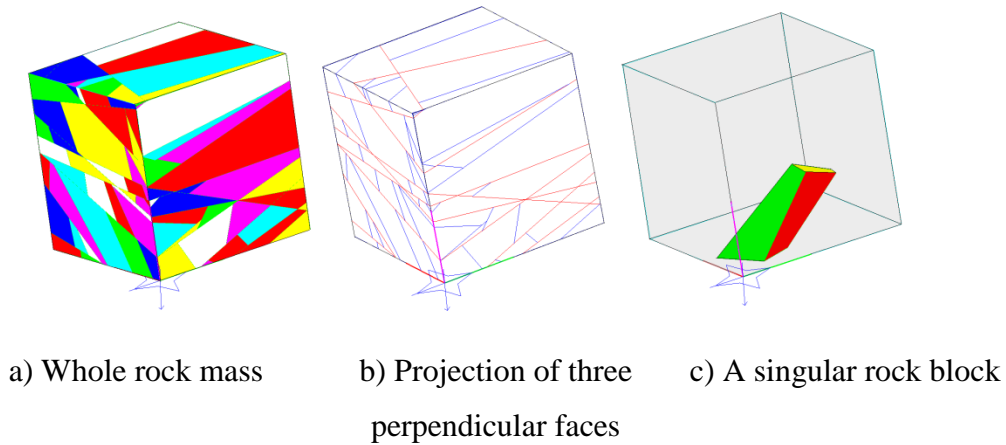 a) Whole rock mass
b) Projection of three
perpendicular faces
c) A singular rock block